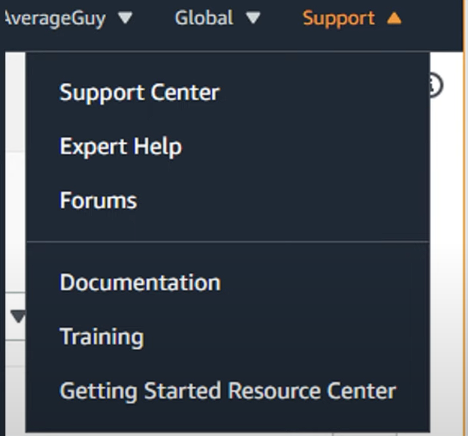 AverageGuy Global Support
Support Center
Expert Help
Forums
Documentation
Training
Getting Started Resource Center